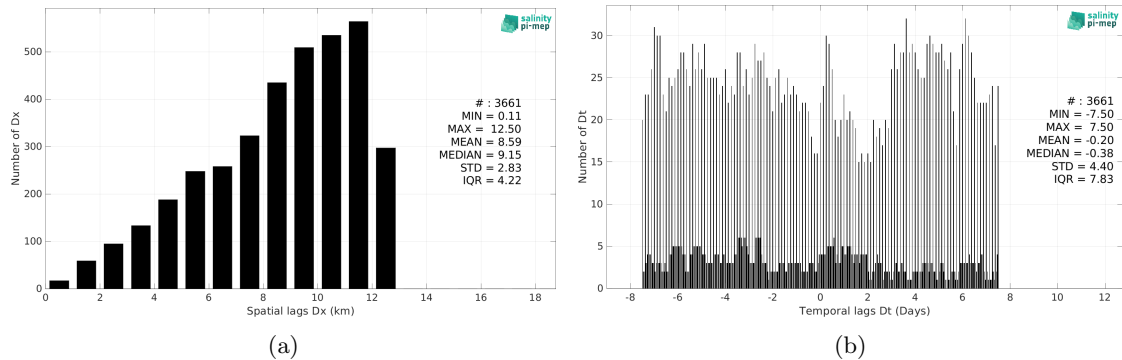 salinity
pi-mep
500
400
300
200
100
0
Number of Dx
# : 3661
MIN = 0.11
MAX = 12.50
MEAN = 8.59
MEDIAN = 9.15
STD = 2.83
IQR = 4.22
0 2 4 6 8 10 12 14 16 18
Spatial lags Dx (km)
(a)
salinity
pi-mep
30
25
20
15
10
5
0
Number of Dt
# : 3661
MIN = -7.50
MAX = 7.50
MEAN = -0.20
MEDIAN = -0.38
STD = 4.40
IQR = 7.83
-8 -6 -4 -2 0 2 4 6 8 10 12
Temporal lags Dt (Days)
(b)